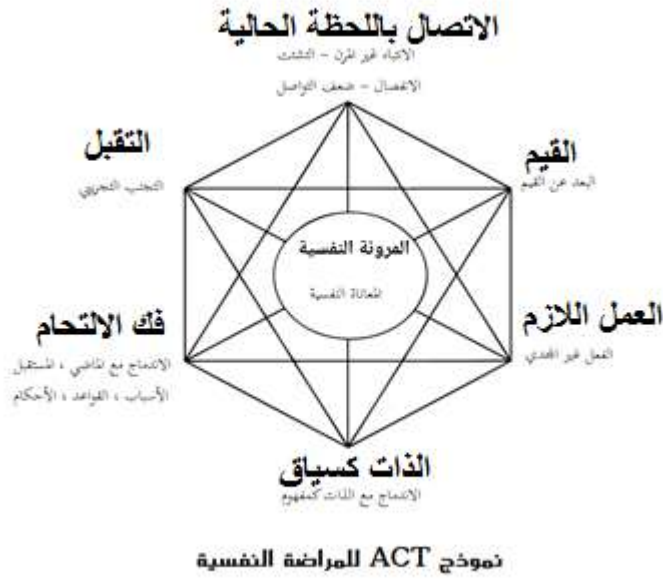 الاتصال باللحظة الحالية
الانتباه غير المرن – التشتت
الانفصال – ضعف التواصل
التقبل
التجنب التجريبي
القيم
البعد عن القيم
المرونة النفسية
المعاناة النفسية
فك الالتحام
الاندماج مع الماضي ، المستقبل
الأسباب ، القواعد ، الأحكام
العمل اللازم
الفعل غير المجدي
الذات كسياق
الاندماج مع الذات كمفهوم
نموذج ACT للمراضة النفسية